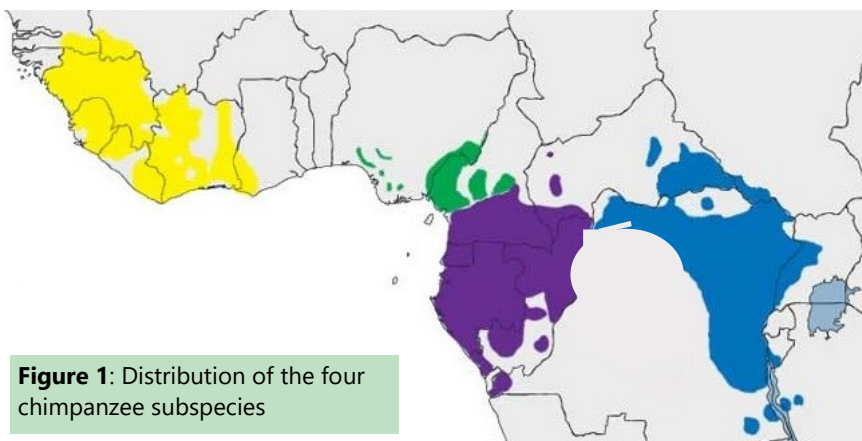 Figure 1: Distribution of the four
chimpanzee subspecies